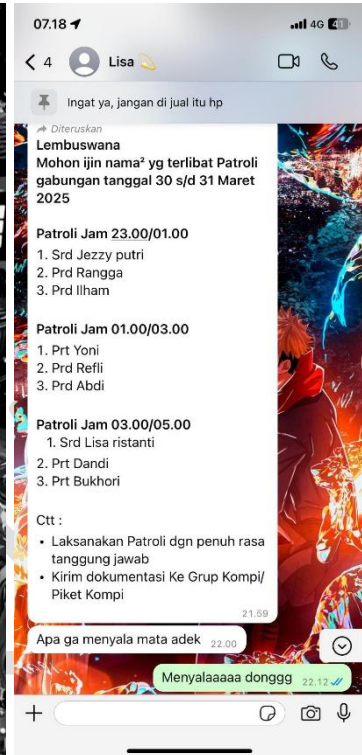 07.18
4G 41
4
Lisa 💫
Ingat ya, jangan di jual itu hp
Diteruskan
Lembuswana
Mohon ijin nama² yg terlibat Patroli
gabungan tanggal 30 s/d 31 Maret
2025
Patroli Jam 23.00/01.00
1. Srd Jezzy putri
2. Prd Rangga
3. Prd Ilham
Patroli Jam 01.00/03.00
1. Prt Yoni
2. Prd Refli
3. Prd Abdi
Patroli Jam 03.00/05.00
1. Srd Lisa ristanti
2. Prt Dandi
3. Prt Bukhori
Ctt :
• Laksanakan Patroli dgn penuh rasa
tanggung jawab
• Kirim dokumentasi Ke Grup Kompi/
Piket Kompi
21.59
Apa ga menyala mata adek 22.00
Menyalaaaaa donggg 22.12